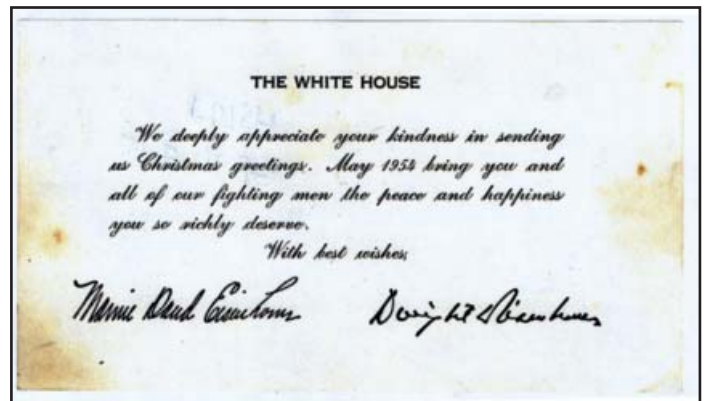 THE WHITE HOUSE
We deeply appreciate your kindness in sending
us Christmas greetings. May 1954 bring you and
all of our fighting men the peace and happiness
you so richly deserve.
With best wishes,
Mamie Doud Eisenhower Dwight D Eisenhower